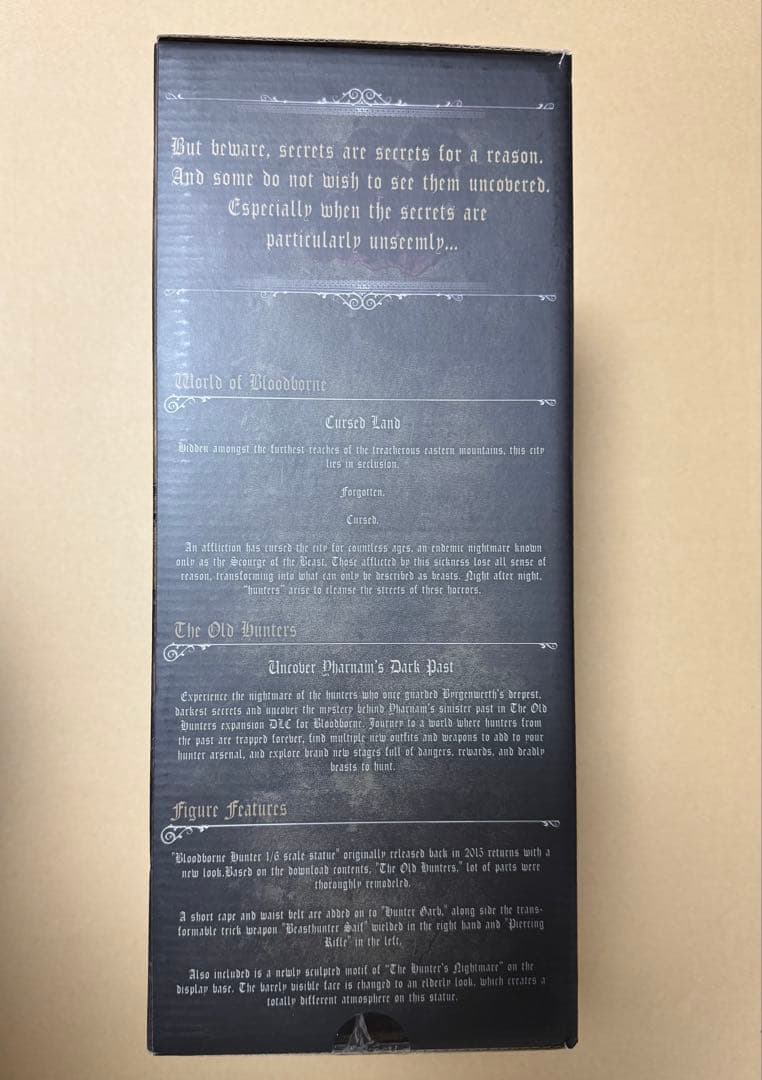 But beware, secrets are secrets for a reason.
And some do not wish to see them uncovered.
Especially when the secrets are
particularly unseemly...
World of Bloodborne
Cursed Land
Hidden amongst the furthest reaches of the treacherous eastern mountains, this city
lies in seclusion.
Forgotten.
Cursed.
An affliction has cursed the city for countless ages, an endemic nightmare known
only as the Scourge of the Beast. Those afflicted by this sickness lose all sense of
reason, transforming into what can only be described as beasts. Night after night,
"hunters" arise to cleanse the streets of these horrors.
The Old Hunters
Uncover Yharnam's Dark Past
Experience the nightmare of the hunters who once guarded Byrgenwerth's deepest,
darkest secrets and uncover the mystery behind Yharnam's sinister past in The Old
Hunters expansion DLC for Bloodborne. Journey to a world where hunters from
the past are trapped forever, find multiple new outfits and weapons to add to your
hunter arsenal, and explore brand new stages full of dangers, rewards, and deadly
beasts to hunt.
Figure Features
"Bloodborne Hunter 1/6 scale statue" originally released back in 2015 returns with a
new look.Based on the download contents, "The Old Hunters," lot of parts were
thoroughly remodeled.
A short cape and waist belt are added on to "Hunter Garb," along side the trans-
formable trick weapon "Beasthunter Saif" wielded in the right hand and "Piercing
Rifle" in the left.
Also included is a newly sculpted motif of "The Hunter's Nightmare" on the
display base. The barely visible face is changed to an elderly look, which creates a
totally different atmosphere on this statue.